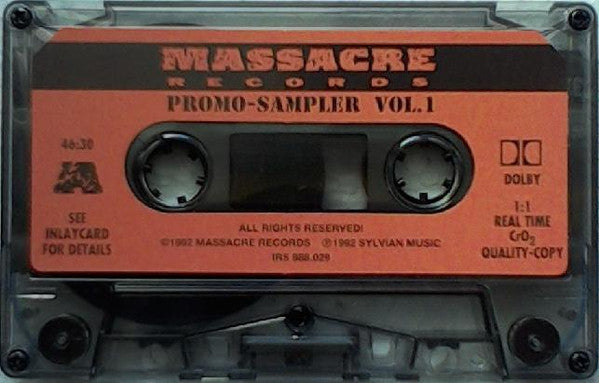 MASSACRE
RECORDS
PROMO-SAMPLER VOL.1
46:30
A
SEE
INLAYCARD
FOR DETAILS
DOLBY
1:1
REAL TIME
CrO2
QUALITY-COPY
ALL RIGHTS RESERVED!
©1992 MASSACRE RECORDS ℗1992 SYLVIAN MUSIC
IRS 988.029